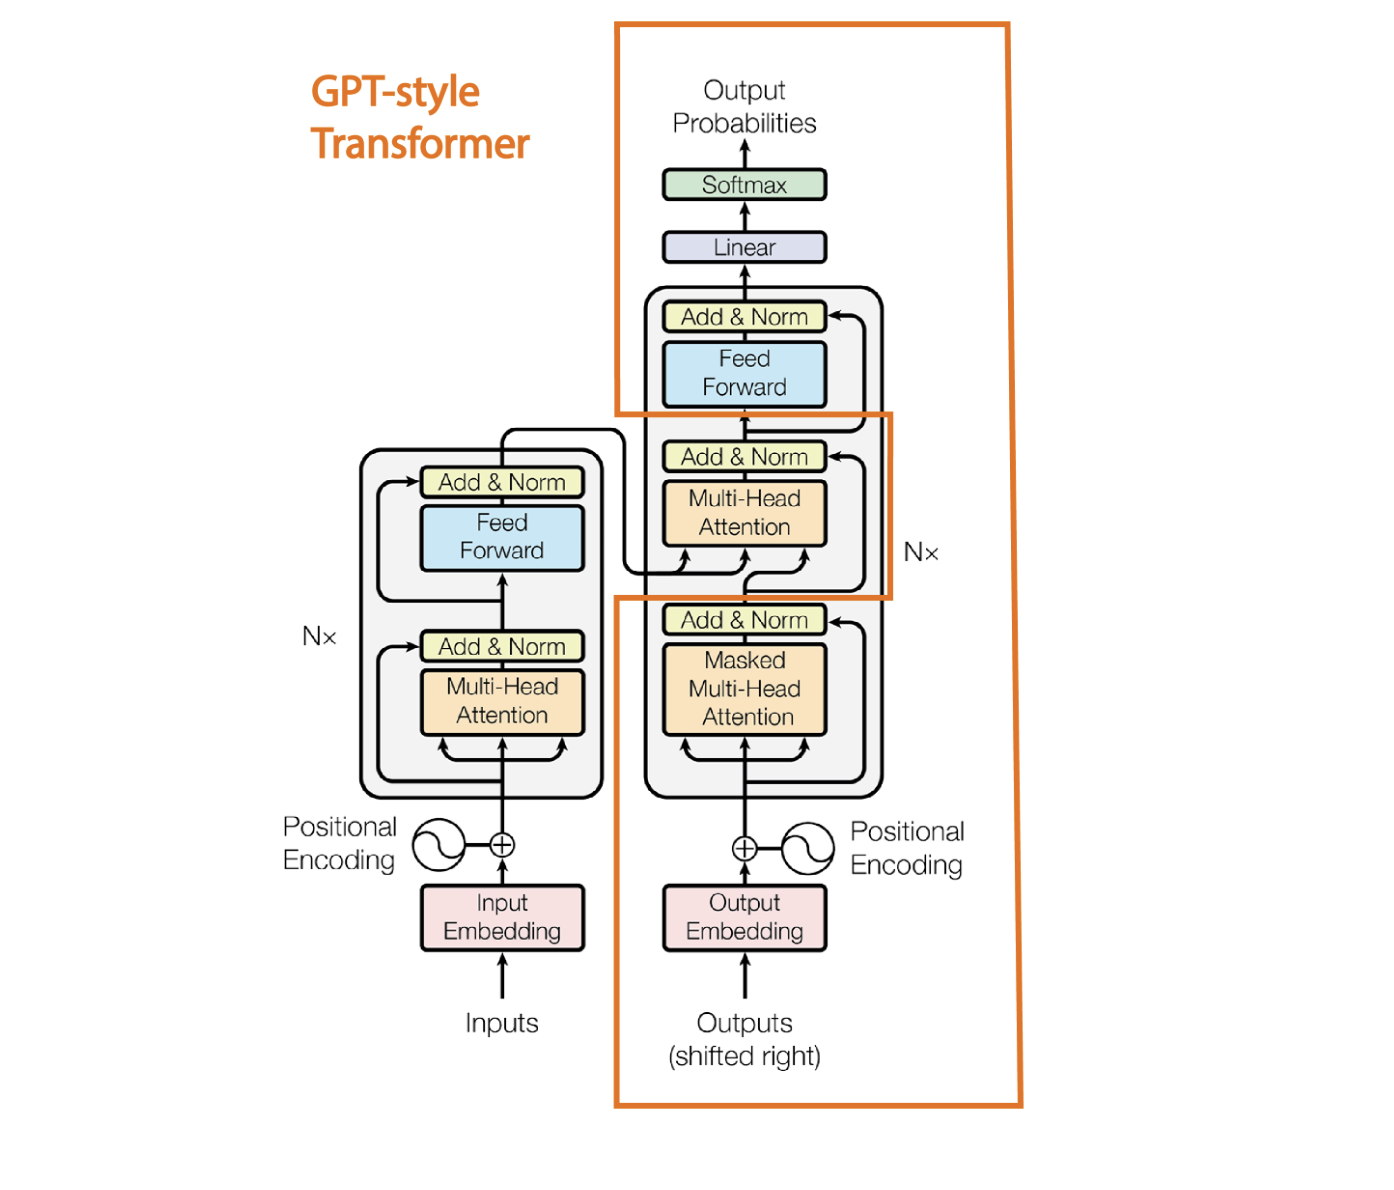 GPT-style
Transformer
Output
Probabilities
Softmax
Linear
Add & Norm
Feed
Forward
Add & Norm
Multi-Head
Attention
N×
Add & Norm
Masked
Multi-Head
Attention
Positional
Encoding
Output
Embedding
Outputs
(shifted right)
Add & Norm
Feed
Forward
N×
Add & Norm
Multi-Head
Attention
Positional
Encoding
Input
Embedding
Inputs